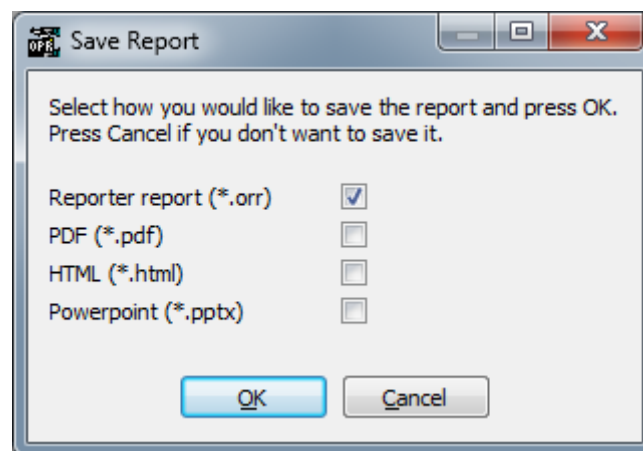 Save Report
Select how you would like to save the report and press OK.
Press Cancel if you don't want to save it.
Reporter report (*.orr)
PDF (*.pdf)
HTML (*.html)
Powerpoint (*.pptx)
OK Cancel